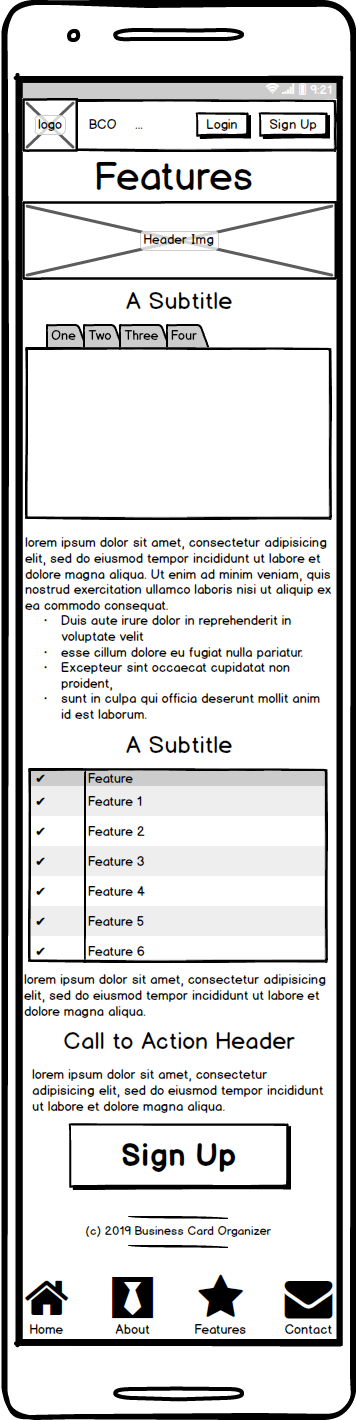 9:21
logo
BCO ... Login Sign Up
Features
Header Img
A Subtitle
One Two Three Four
lorem ipsum dolor sit amet, consectetur adipisicing
elit, sed do eiusmod tempor incididunt ut labore et
dolore magna aliqua. Ut enim ad minim veniam, quis
nostrud exercitation ullamco laboris nisi ut aliquip ex
ea commodo consequat.
· Duis aute irure dolor in reprehenderit in
voluptate velit
· esse cillum dolore eu fugiat nulla pariatur.
· Excepteur sint occaecat cupidatat non
proident,
· sunt in culpa qui officia deserunt mollit anim
id est laborum.
A Subtitle
✔ Feature
✔ Feature 1
✔ Feature 2
✔ Feature 3
✔ Feature 4
✔ Feature 5
✔ Feature 6
lorem ipsum dolor sit amet, consectetur adipisicing
elit, sed do eiusmod tempor incididunt ut labore et
dolore magna aliqua.
Call to Action Header
lorem ipsum dolor sit amet, consectetur
adipisicing elit, sed do eiusmod tempor incididunt
ut labore et dolore magna aliqua.
Sign Up
(c) 2019 Business Card Organizer
Home About Features Contact